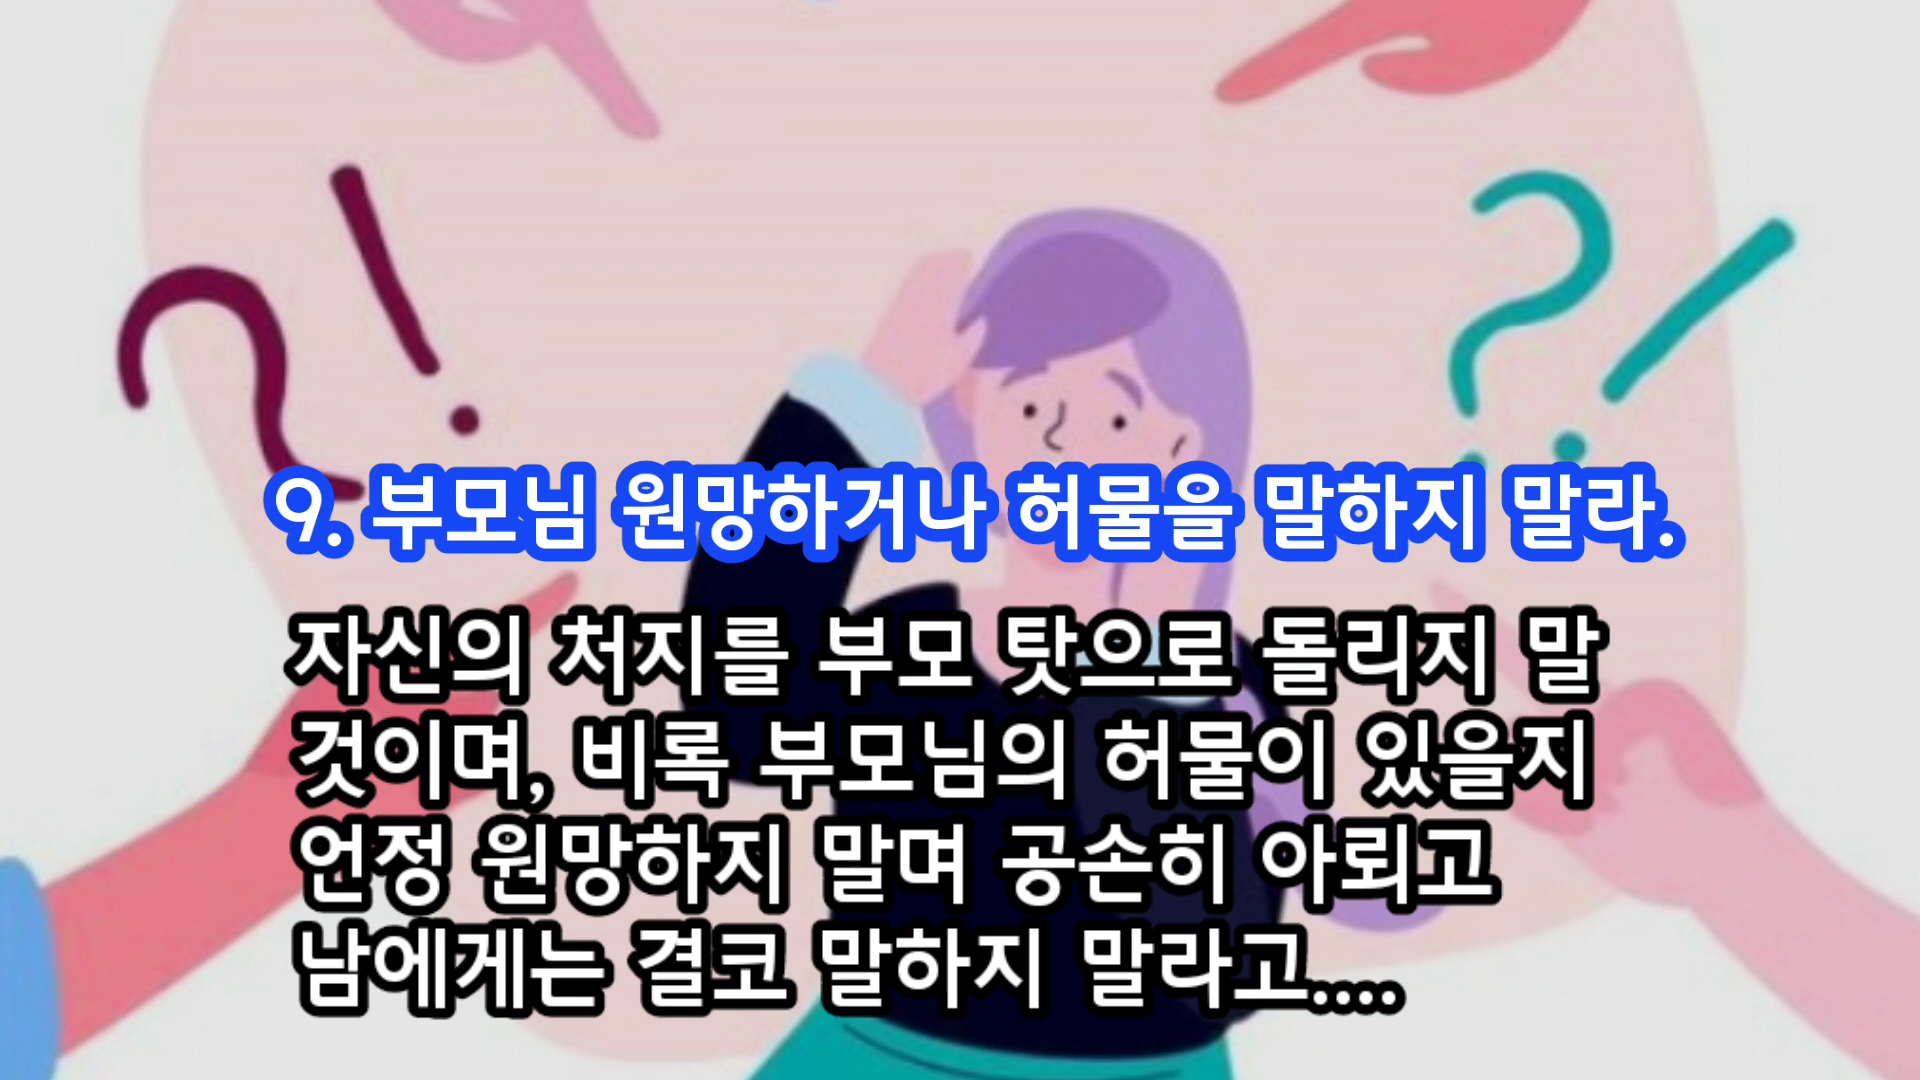 9. 부모님 원망하거나 허물을 말하지 말라.
자신의 처지를 부모 탓으로 돌리지 말
것이며, 비록 부모님의 허물이 있을지
언정 원망하지 말며 공손히 아뢰고
남에게는 결코 말하지 말라고....